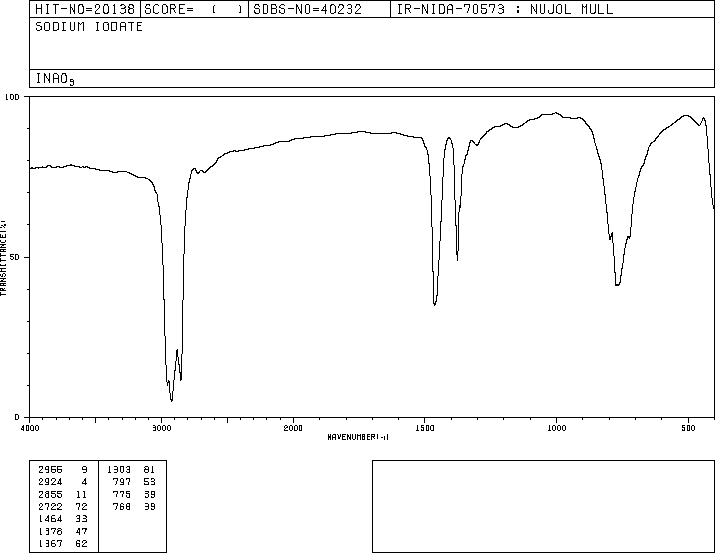 HIT-NO=20138 SCORE= ( ) SDBS-NO=40232 IR-NIDA-70573 : NUJOL MULL
SODIUM IODATE
INAO3
100
50
0
TRANSMITTANCE(%)
4000 3000 2000 1500 1000 500
WAVENUMBER(-1)
2956 9 1303 81
2924 4 797 53
2855 11 775 39
2722 72 768 39
1464 33
1378 47
1367 62